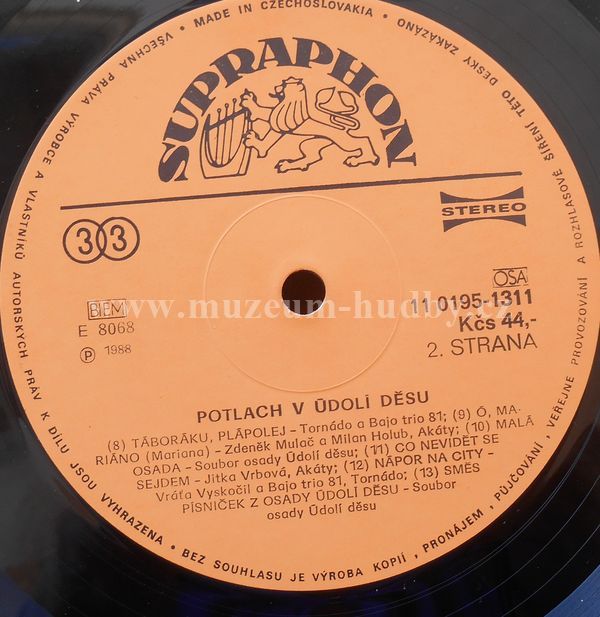 VŠECHNA PRÁVA VÝROBCE A VLASTNÍKŮ AUTORSKÝCH PRÁV K DÍLU JSOU VYHRAZENA • BEZ SOUHLASU JE VÝROBA KOPIÍ, PRONÁJEM, PŮJČOVÁNÍ, VEŘEJNÉ PROVOZOVÁNÍ A ROZHLASOVÉ ŠÍŘENÍ TÉTO DESKY ZAKÁZÁNO • MADE IN CZECHOSLOVAKIA •
SUPRAPHON
33
STEREO
BIEM
OSA
E 8068
11 0195-1311
www.muzeum-hudby.cz
Kčs 44,-
℗ 1988
2. STRANA
POTLACH V ÚDOLÍ DĚSU
(8) TÁBORÁKU, PLÁPOLEJ – Tornádo a Bajo trio 81; (9) Ó, MA-
RIÁNO (Mariana) – Zdeněk Mulač a Milan Holub, Akáty; (10) MALÁ
OSADA – Soubor osady Údolí děsu; (11) CO NEVIDĚT SE
SEJDEM – Jitka Vrbová, Akáty; (12) NÁPOR NA CITY –
Vráťa Vyskočil a Bajo trio 81, Tornádo; (13) SMĚS
PÍSNIČEK Z OSADY ÚDOLÍ DĚSU – Soubor
osady Údolí děsu